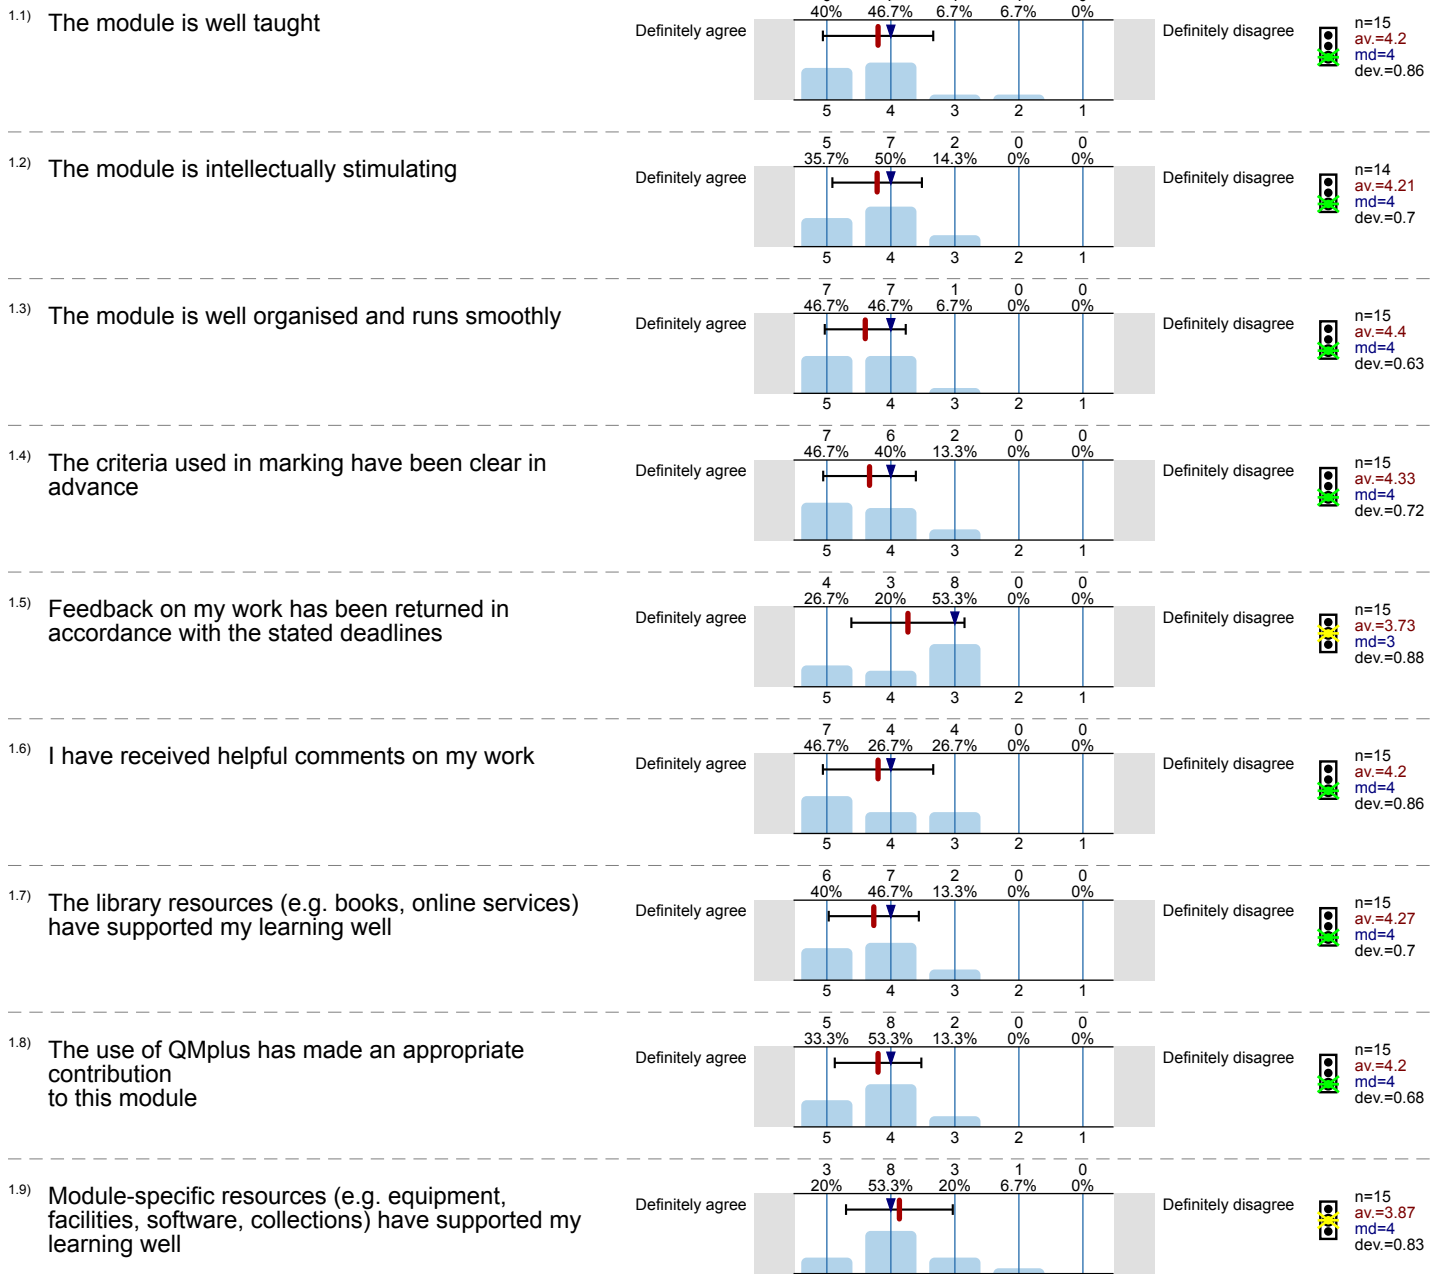 40% 46.7% 6.7% 6.7% 0%
1.1) The module is well taught
Definitely agree
Definitely disagree
n=15
av.=4.2
md=4
dev.=0.86
5 4 3 2 1
5 7 2 0 0
35.7% 50% 14.3% 0% 0%
1.2) The module is intellectually stimulating
Definitely agree
Definitely disagree
n=14
av.=4.21
md=4
dev.=0.7
5 4 3 2 1
7 7 1 0 0
46.7% 46.7% 6.7% 0% 0%
1.3) The module is well organised and runs smoothly
Definitely agree
Definitely disagree
n=15
av.=4.4
md=4
dev.=0.63
5 4 3 2 1
7 6 2 0 0
46.7% 40% 13.3% 0% 0%
1.4) The criteria used in marking have been clear in
advance
Definitely agree
Definitely disagree
n=15
av.=4.33
md=4
dev.=0.72
5 4 3 2 1
4 3 8 0 0
26.7% 20% 53.3% 0% 0%
1.5) Feedback on my work has been returned in
accordance with the stated deadlines
Definitely agree
Definitely disagree
n=15
av.=3.73
md=3
dev.=0.88
5 4 3 2 1
7 4 4 0 0
46.7% 26.7% 26.7% 0% 0%
1.6) I have received helpful comments on my work
Definitely agree
Definitely disagree
n=15
av.=4.2
md=4
dev.=0.86
5 4 3 2 1
6 7 2 0 0
40% 46.7% 13.3% 0% 0%
1.7) The library resources (e.g. books, online services)
have supported my learning well
Definitely agree
Definitely disagree
n=15
av.=4.27
md=4
dev.=0.7
5 4 3 2 1
5 8 2 0 0
33.3% 53.3% 13.3% 0% 0%
1.8) The use of QMplus has made an appropriate
contribution
to this module
Definitely agree
Definitely disagree
n=15
av.=4.2
md=4
dev.=0.68
5 4 3 2 1
3 8 3 1 0
20% 53.3% 20% 6.7% 0%
1.9) Module-specific resources (e.g. equipment,
facilities, software, collections) have supported my
learning well
Definitely agree
Definitely disagree
n=15
av.=3.87
md=4
dev.=0.83